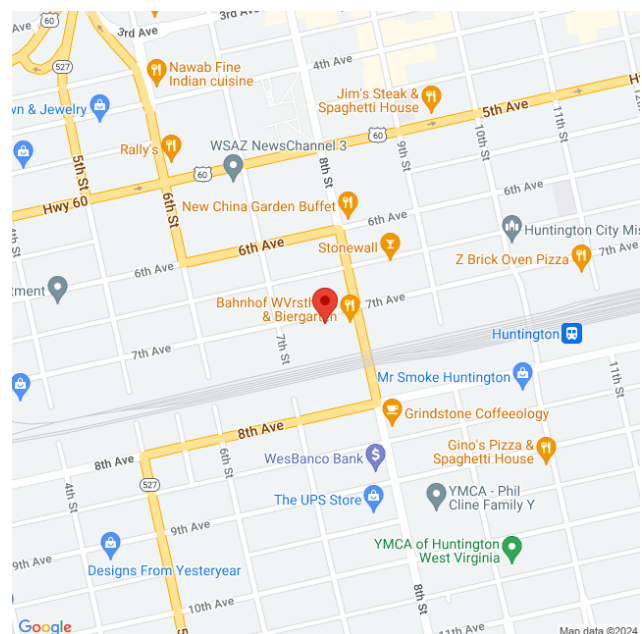 60
3rd Ave
3rd Ave
527
Nawab Fine
Indian cuisine
4th Ave
Jim's Steak &
Spaghetti House
wn & Jewelry
5th Ave
60
10th St
11th St
Rally's
WSAZ NewsChannel 3
60
9th St
8th St
5th St
6th St
Hwy 60
4th St
New China Garden Buffet
6th Ave
6th Ave
6th Ave
6th Ave
Stonewall
Huntington City Mis
Z Brick Oven Pizza
7th Ave
tment
Bahnhof WVrsth
& Biergarten
7th Ave
7th St
7th Ave
Huntington
Mr Smoke Huntington
11th St
Grindstone Coffeeology
8th Ave
8th Ave
6th St
4th St
527
WesBanco Bank
Gino's Pizza &
Spaghetti House
The UPS Store
YMCA - Phil
Cline Family Y
9th Ave
9th Ave
YMCA of Huntington
West Virginia
Designs From Yesteryear
8th St
10th Ave
Google
Map data ©2024